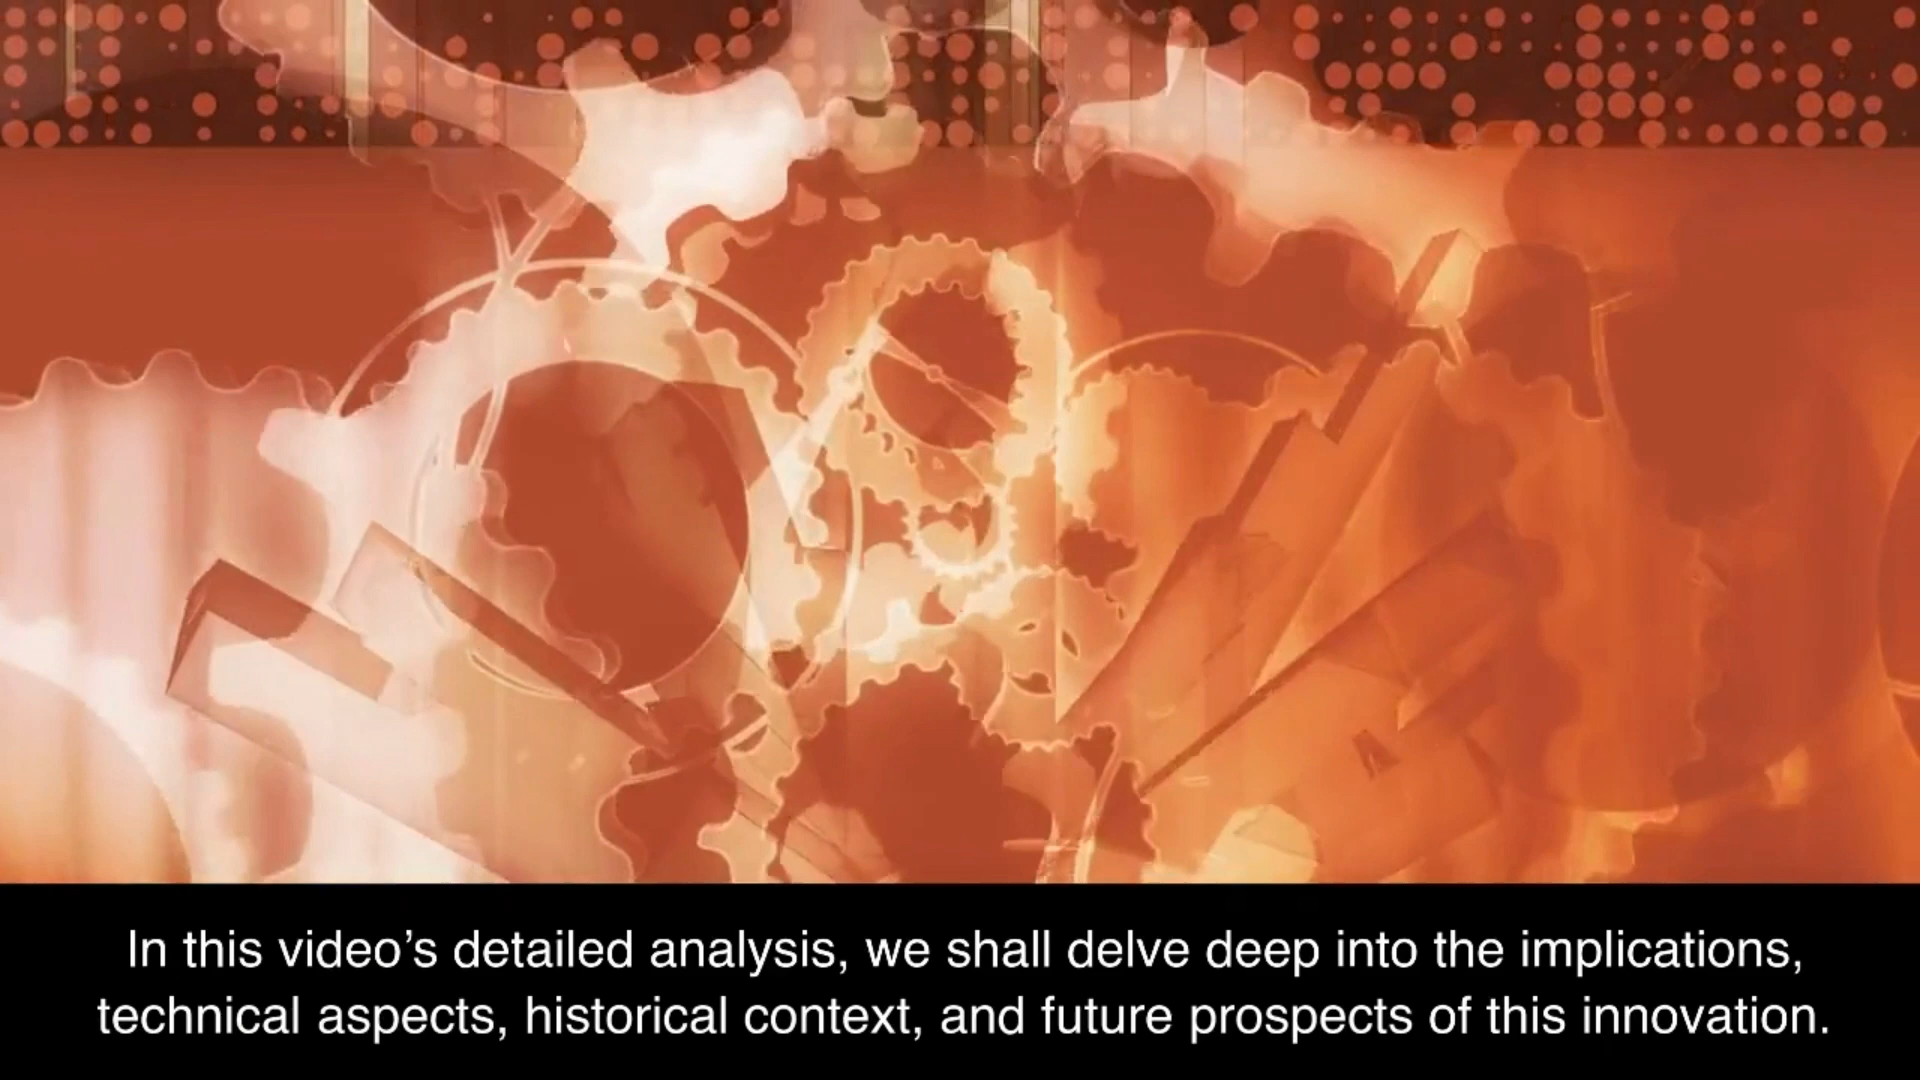 In this video’s detailed analysis, we shall delve deep into the implications,
technical aspects, historical context, and future prospects of this innovation.